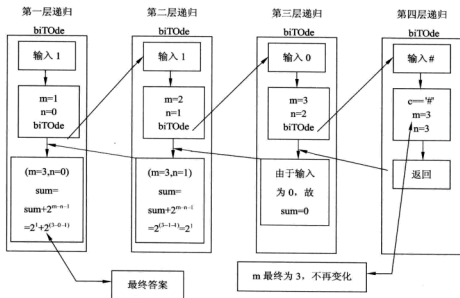 第一层递归
biTOde
输入 1
m=1
n=0
biTOde
(m=3,n=0)
sum=
sum+2^{m-n-1}
=2^{1}+2^{(3-0-1)}
第二层递归
biTOde
输入 1
m=2
n=1
biTOde
(m=3,n=1)
sum=
sum+2^{m-n-1}
=2^{(3-1-1)}=2^{1}
第三层递归
biTOde
输入 0
m=3
n=2
biTOde
由于输入
为 0，故
sum=0
第四层递归
biTOde
输入#
c=='#'
m=3
n=3
返回
最终答案
m 最终为 3，不再变化